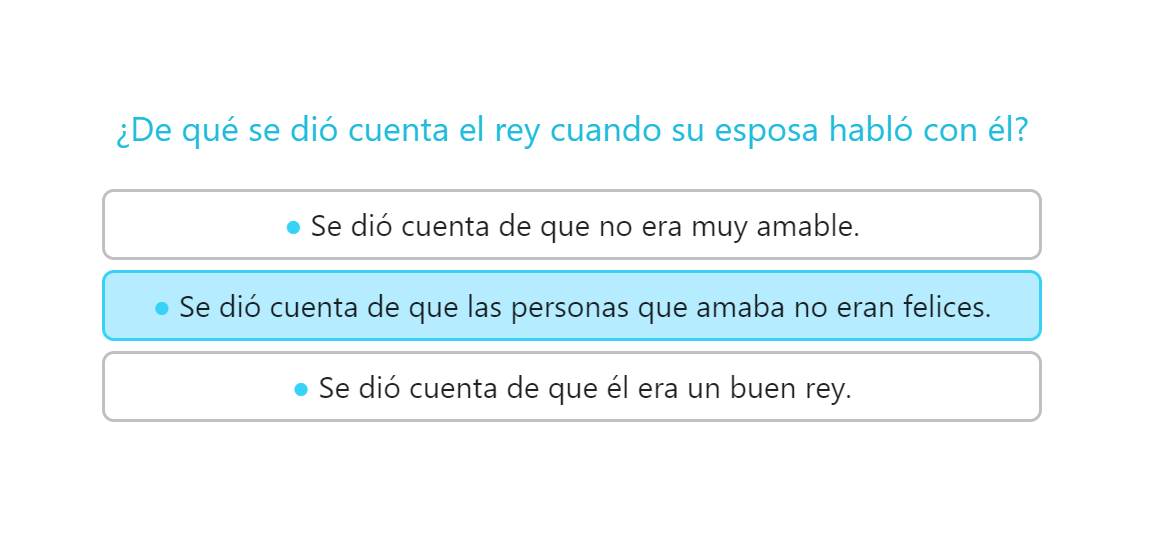 ¿De qué se dió cuenta el rey cuando su esposa habló con él?
● Se dió cuenta de que no era muy amable.
● Se dió cuenta de que las personas que amaba no eran felices.
● Se dió cuenta de que él era un buen rey.